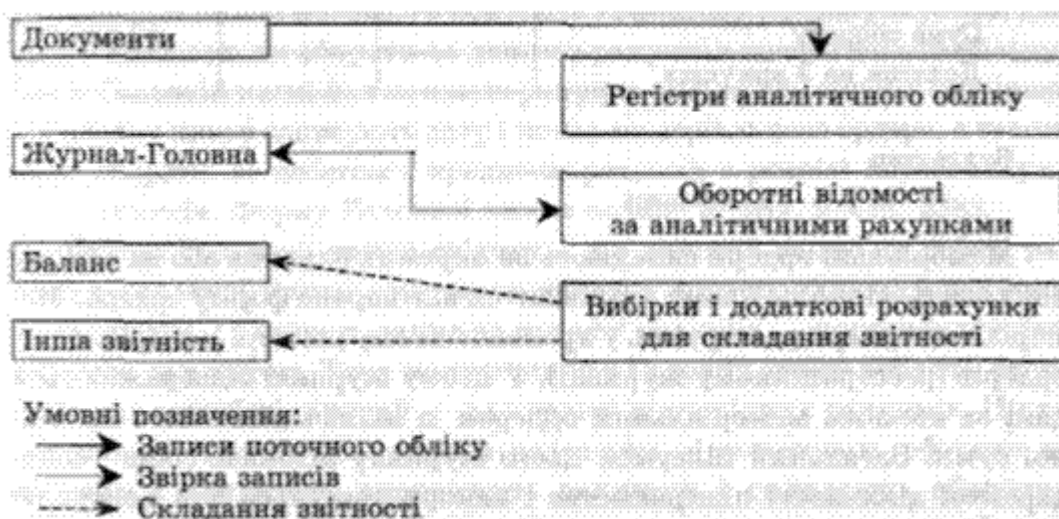 Документи
Регістри аналітичного обліку
Журнал-Головна
Оборотні відомості
за аналітичними рахунками
Баланс
Вибірки і додаткові розрахунки
для складання звітності
Інша звітність
Умовні позначення:
Записи поточного обліку
Звірка записів
Складання звітності